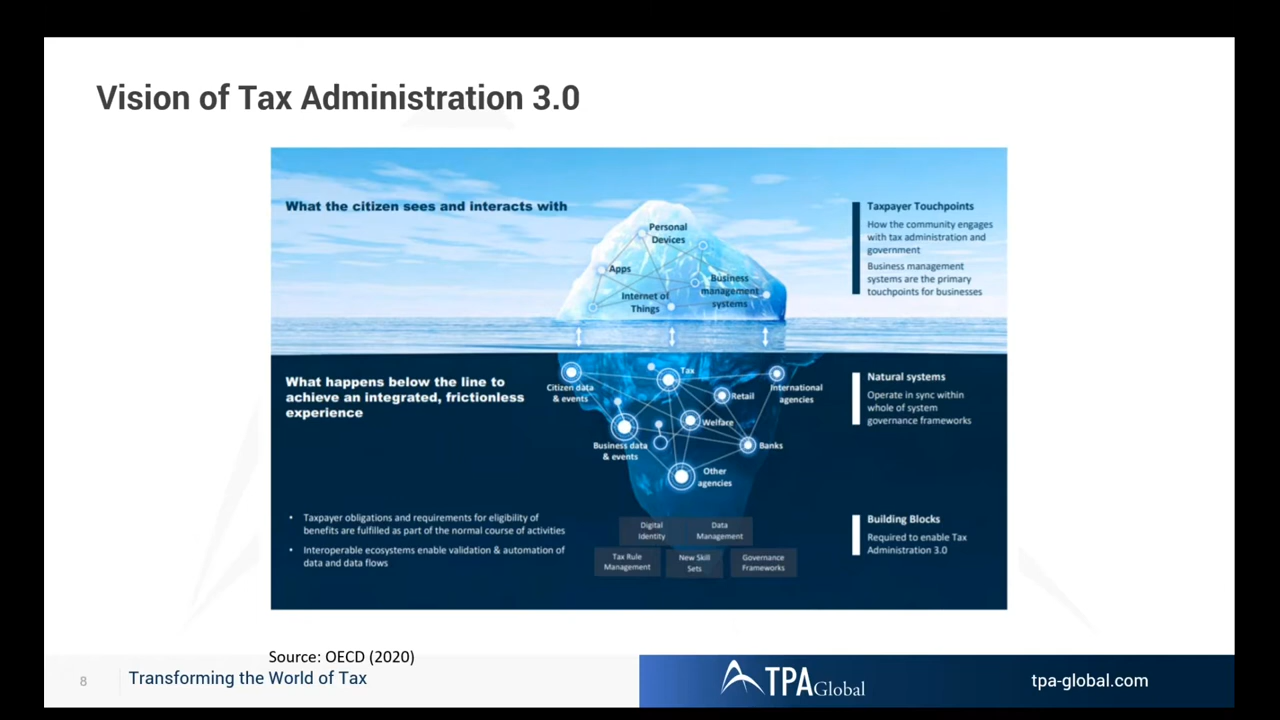 Vision of Tax Administration 3.0
What the citizen sees and interacts with
Personal
Devices
Apps
Business
management
systems
Internet of
Things
Taxpayer Touchpoints
How the community engages
with tax administration and
government
Business management
systems are the primary
touchpoints for businesses
What happens below the line to
achieve an integrated, frictionless
experience
Tax
Citizen data
& events
International
agencies
Retail
Welfare
Business data
& events
Banks
Other
agencies
Natural systems
Operate in sync within
whole of system
governance frameworks
• Taxpayer obligations and requirements for eligibility of
benefits are fulfilled as part of the normal course of activities
• Interoperable ecosystems enable validation & automation of
data and data flows
Digital
Identity
Data
Management
Tax Rule
Management
New Skill
Sets
Governance
Frameworks
Building Blocks
Required to enable Tax
Administration 3.0
Source: OECD (2020)
8
Transforming the World of Tax
TPA Global
tpa-global.com